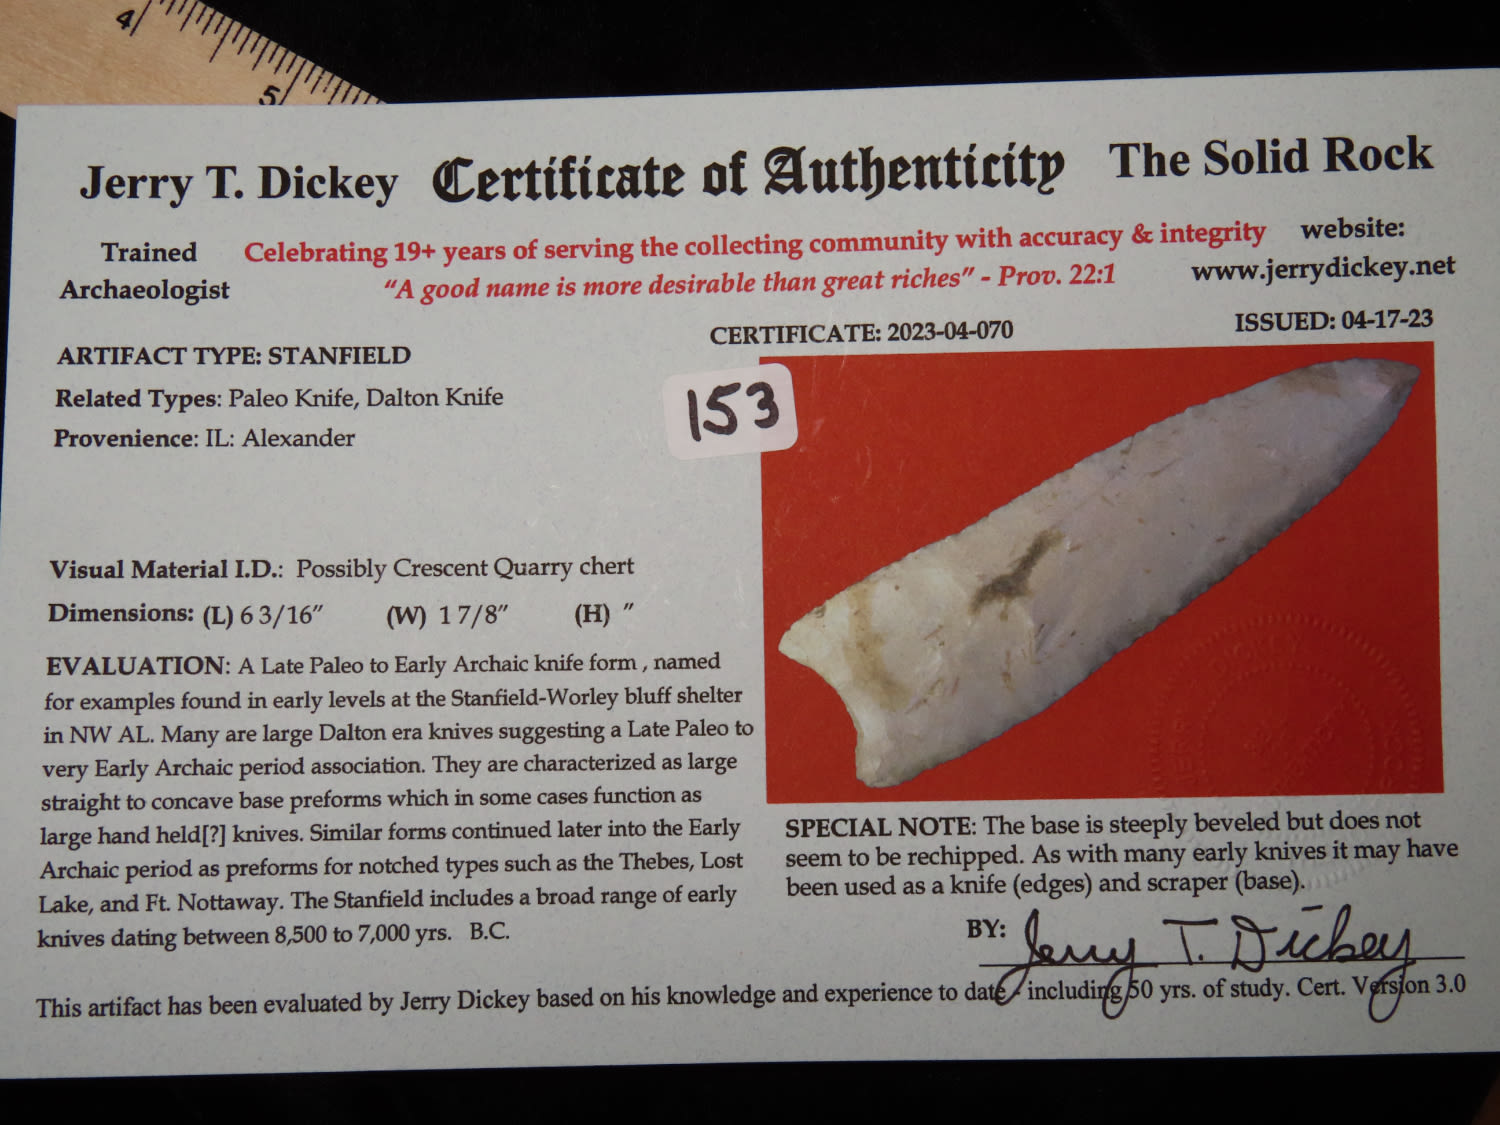 4
5
Jerry T. Dickey Certificate of Authenticity The Solid Rock
Trained Archaeologist
Celebrating 19+ years of serving the collecting community with accuracy & integrity
"A good name is more desirable than great riches" - Prov. 22:1
website:
www.jerrydickey.net
CERTIFICATE: 2023-04-070
ISSUED: 04-17-23
ARTIFACT TYPE: STANFIELD
Related Types: Paleo Knife, Dalton Knife
Provenience: IL: Alexander
153
Visual Material I.D.: Possibly Crescent Quarry chert
Dimensions: (L) 6 3/16" (W) 1 7/8" (H) "
EVALUATION: A Late Paleo to Early Archaic knife form , named
for examples found in early levels at the Stanfield-Worley bluff shelter
in NW AL. Many are large Dalton era knives suggesting a Late Paleo to
very Early Archaic period association. They are characterized as large
straight to concave base preforms which in some cases function as
large hand held[?] knives. Similar forms continued later into the Early
Archaic period as preforms for notched types such as the Thebes, Lost
Lake, and Ft. Nottaway. The Stanfield includes a broad range of early
knives dating between 8,500 to 7,000 yrs. B.C.
SPECIAL NOTE: The base is steeply beveled but does not
seem to be rechipped. As with many early knives it may have
been used as a knife (edges) and scraper (base).
BY: Jerry T. Dickey
This artifact has been evaluated by Jerry Dickey based on his knowledge and experience to date - including 50 yrs. of study. Cert. Version 3.0